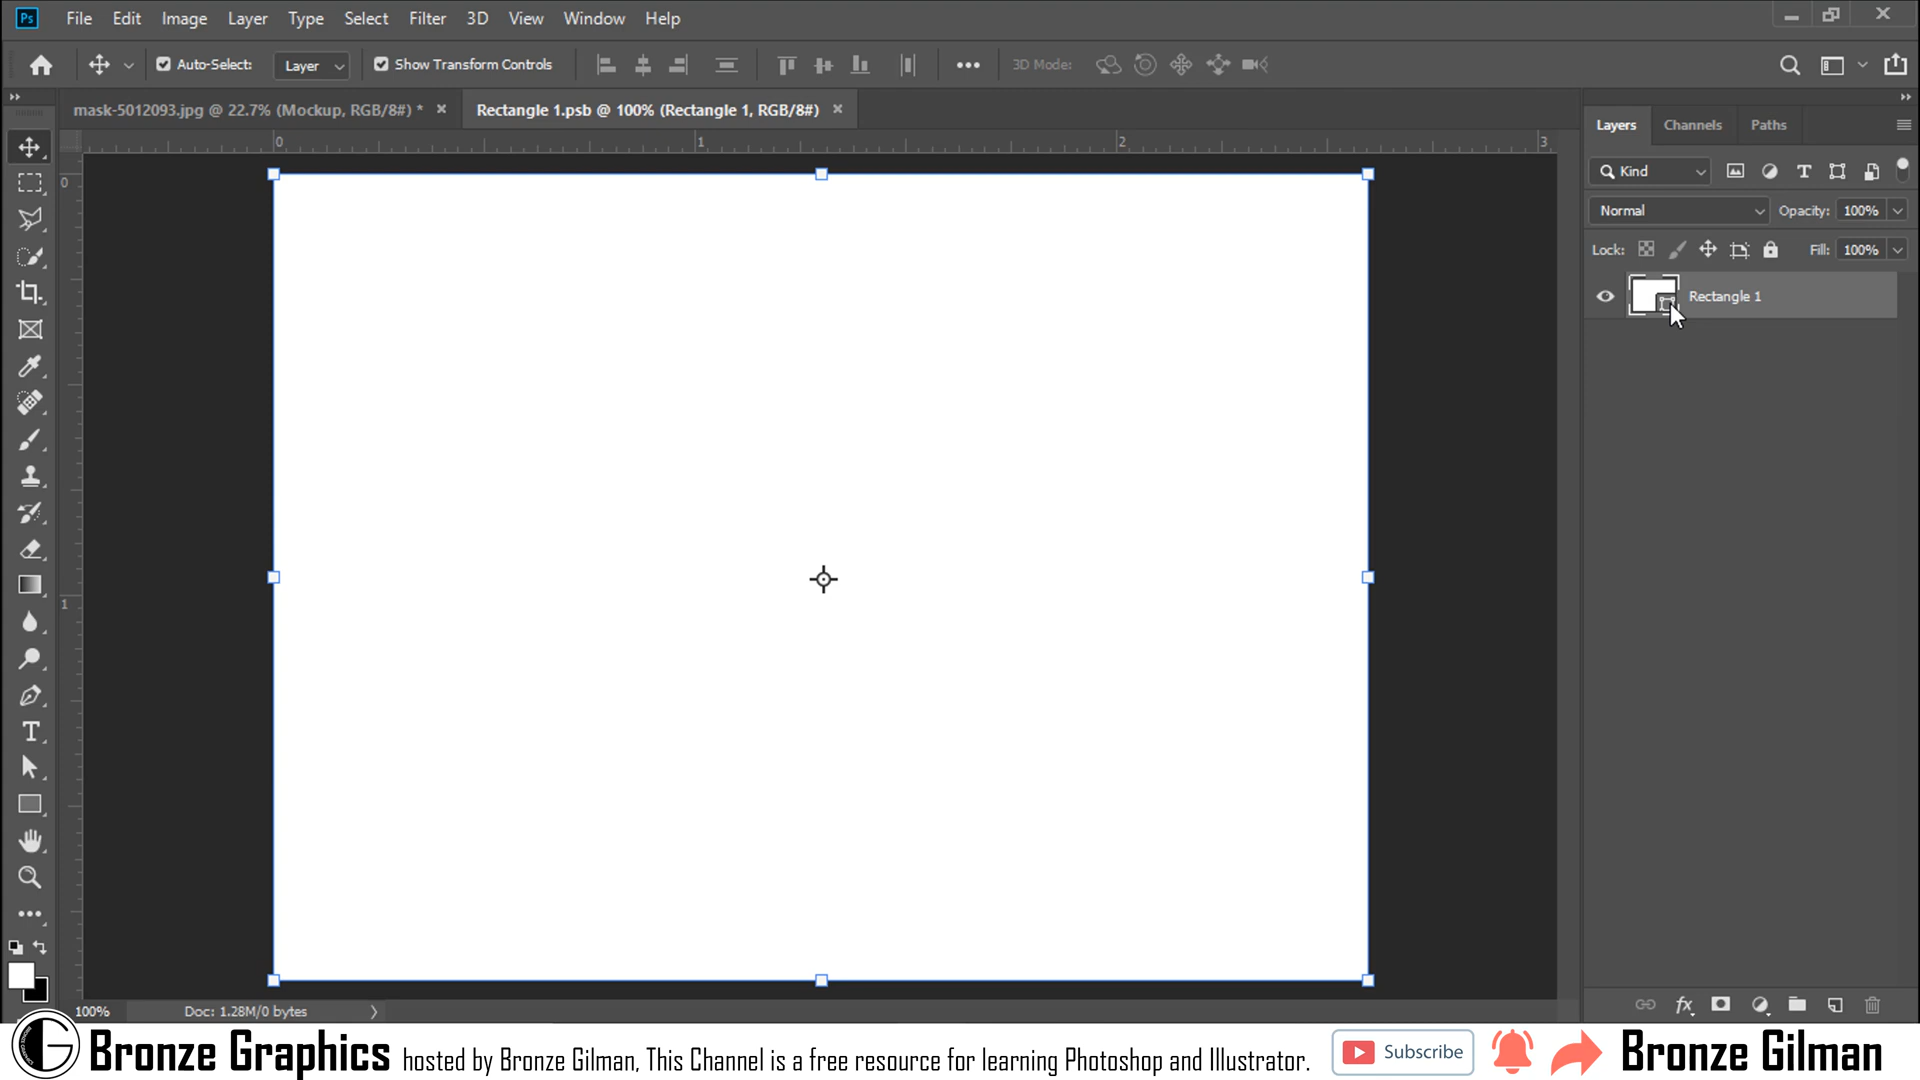 Ps File Edit Image Layer Type Select Filter 3D View Window Help
Auto-Select: Layer Show Transform Controls 3D Mode:
mask-5012093.jpg @ 22.7% (Mockup, RGB/8#) * × Rectangle 1.psb @ 100% (Rectangle 1, RGB/8#) ×
Layers Channels Paths
0 1 2 3
Kind
0
Normal Opacity: 100%
Lock: Fill: 100%
Rectangle 1
1
T
100% Doc: 1.28M/0 bytes
fx
Bronze Graphics hosted by Bronze Gilman, This Channel is a free resource for learning Photoshop and Illustrator. Subscribe Bronze Gilman